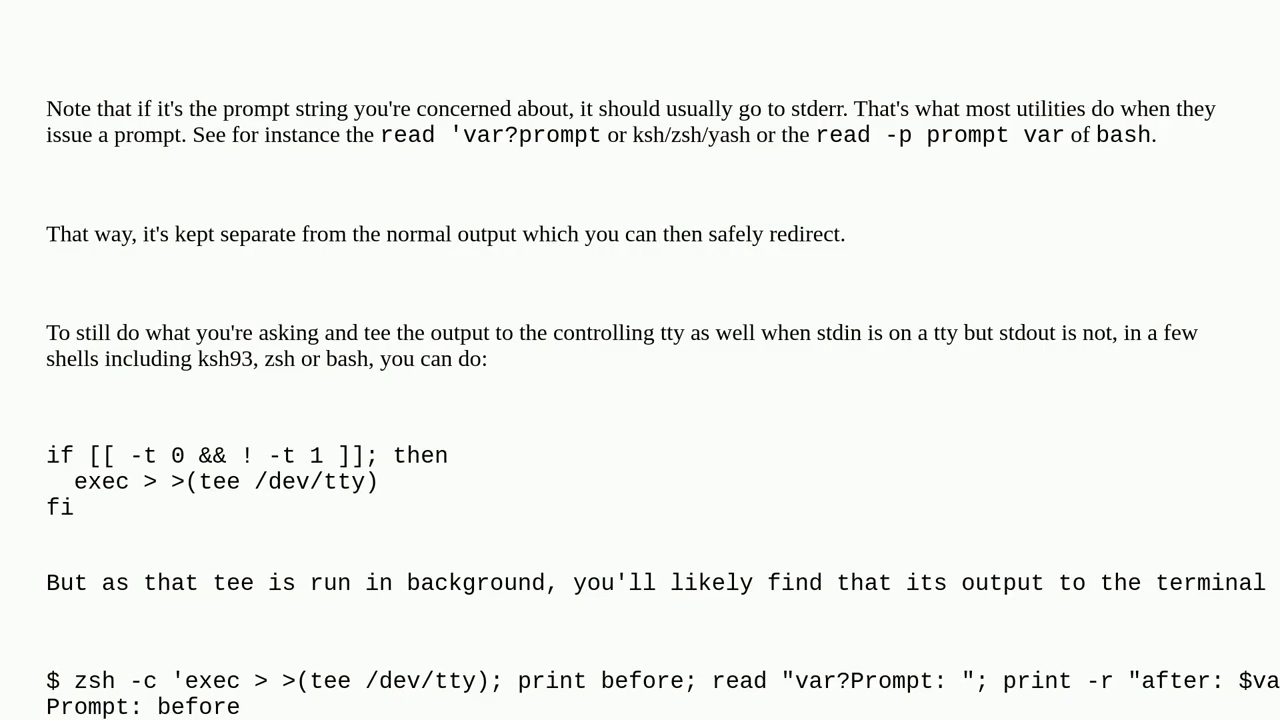 Note that if it's the prompt string you're concerned about, it should usually go to stderr. That's what most utilities do when they
issue a prompt. See for instance the read 'var?prompt or ksh/zsh/yash or the read -p prompt var of bash.
That way, it's kept separate from the normal output which you can then safely redirect.
To still do what you're asking and tee the output to the controlling tty as well when stdin is on a tty but stdout is not, in a few
shells including ksh93, zsh or bash, you can do:
if [[ -t 0 && ! -t 1 ]]; then
  exec > >(tee /dev/tty)
fi
But as that tee is run in background, you'll likely find that its output to the terminal
$ zsh -c 'exec > >(tee /dev/tty); print before; read "var?Prompt: "; print -r "after: $va
Prompt: before